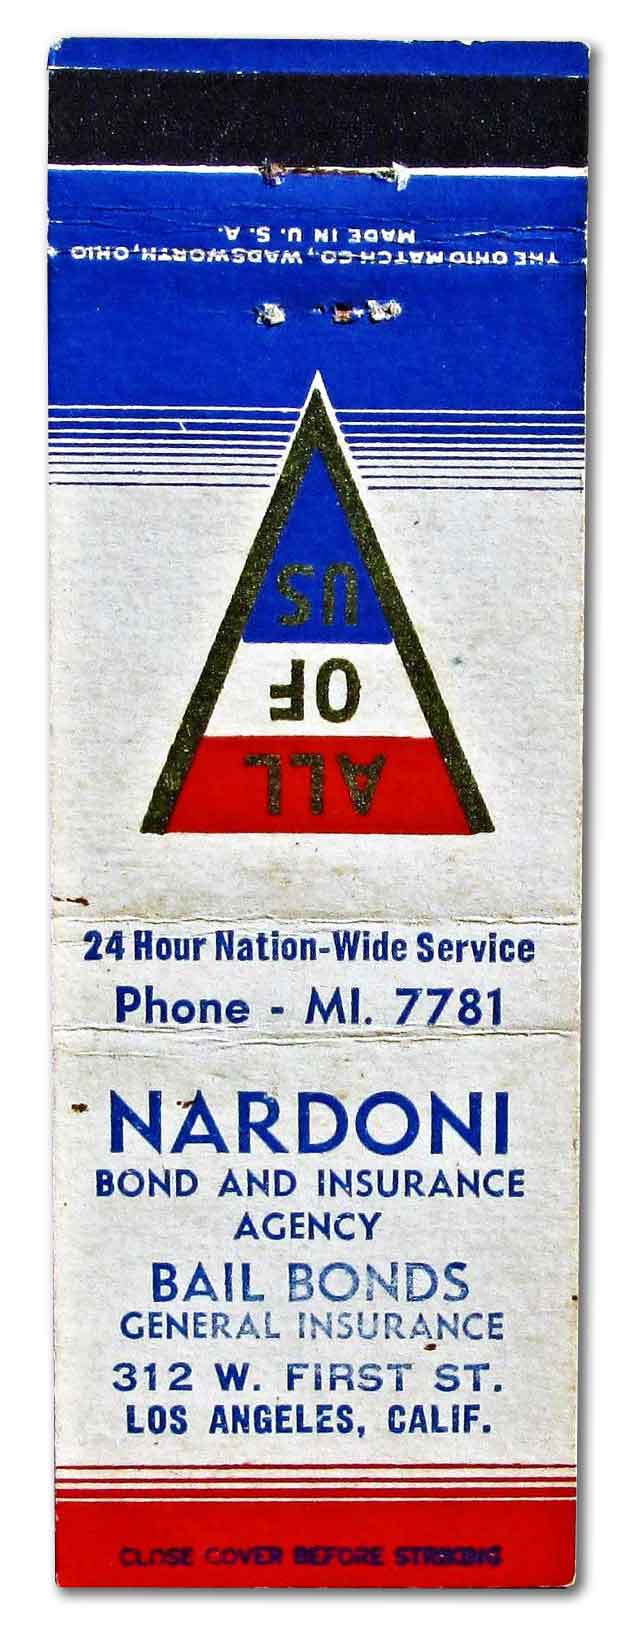 THE OHIO MATCH CO., WADSWORTH, OHIO
MADE IN U. S. A.
ALL
OF
US
24 Hour Nation-Wide Service
Phone - MI. 7781
NARDONI
BOND AND INSURANCE
AGENCY
BAIL BONDS
GENERAL INSURANCE
312 W. FIRST ST.
LOS ANGELES, CALIF.
CLOSE COVER BEFORE STRIKING